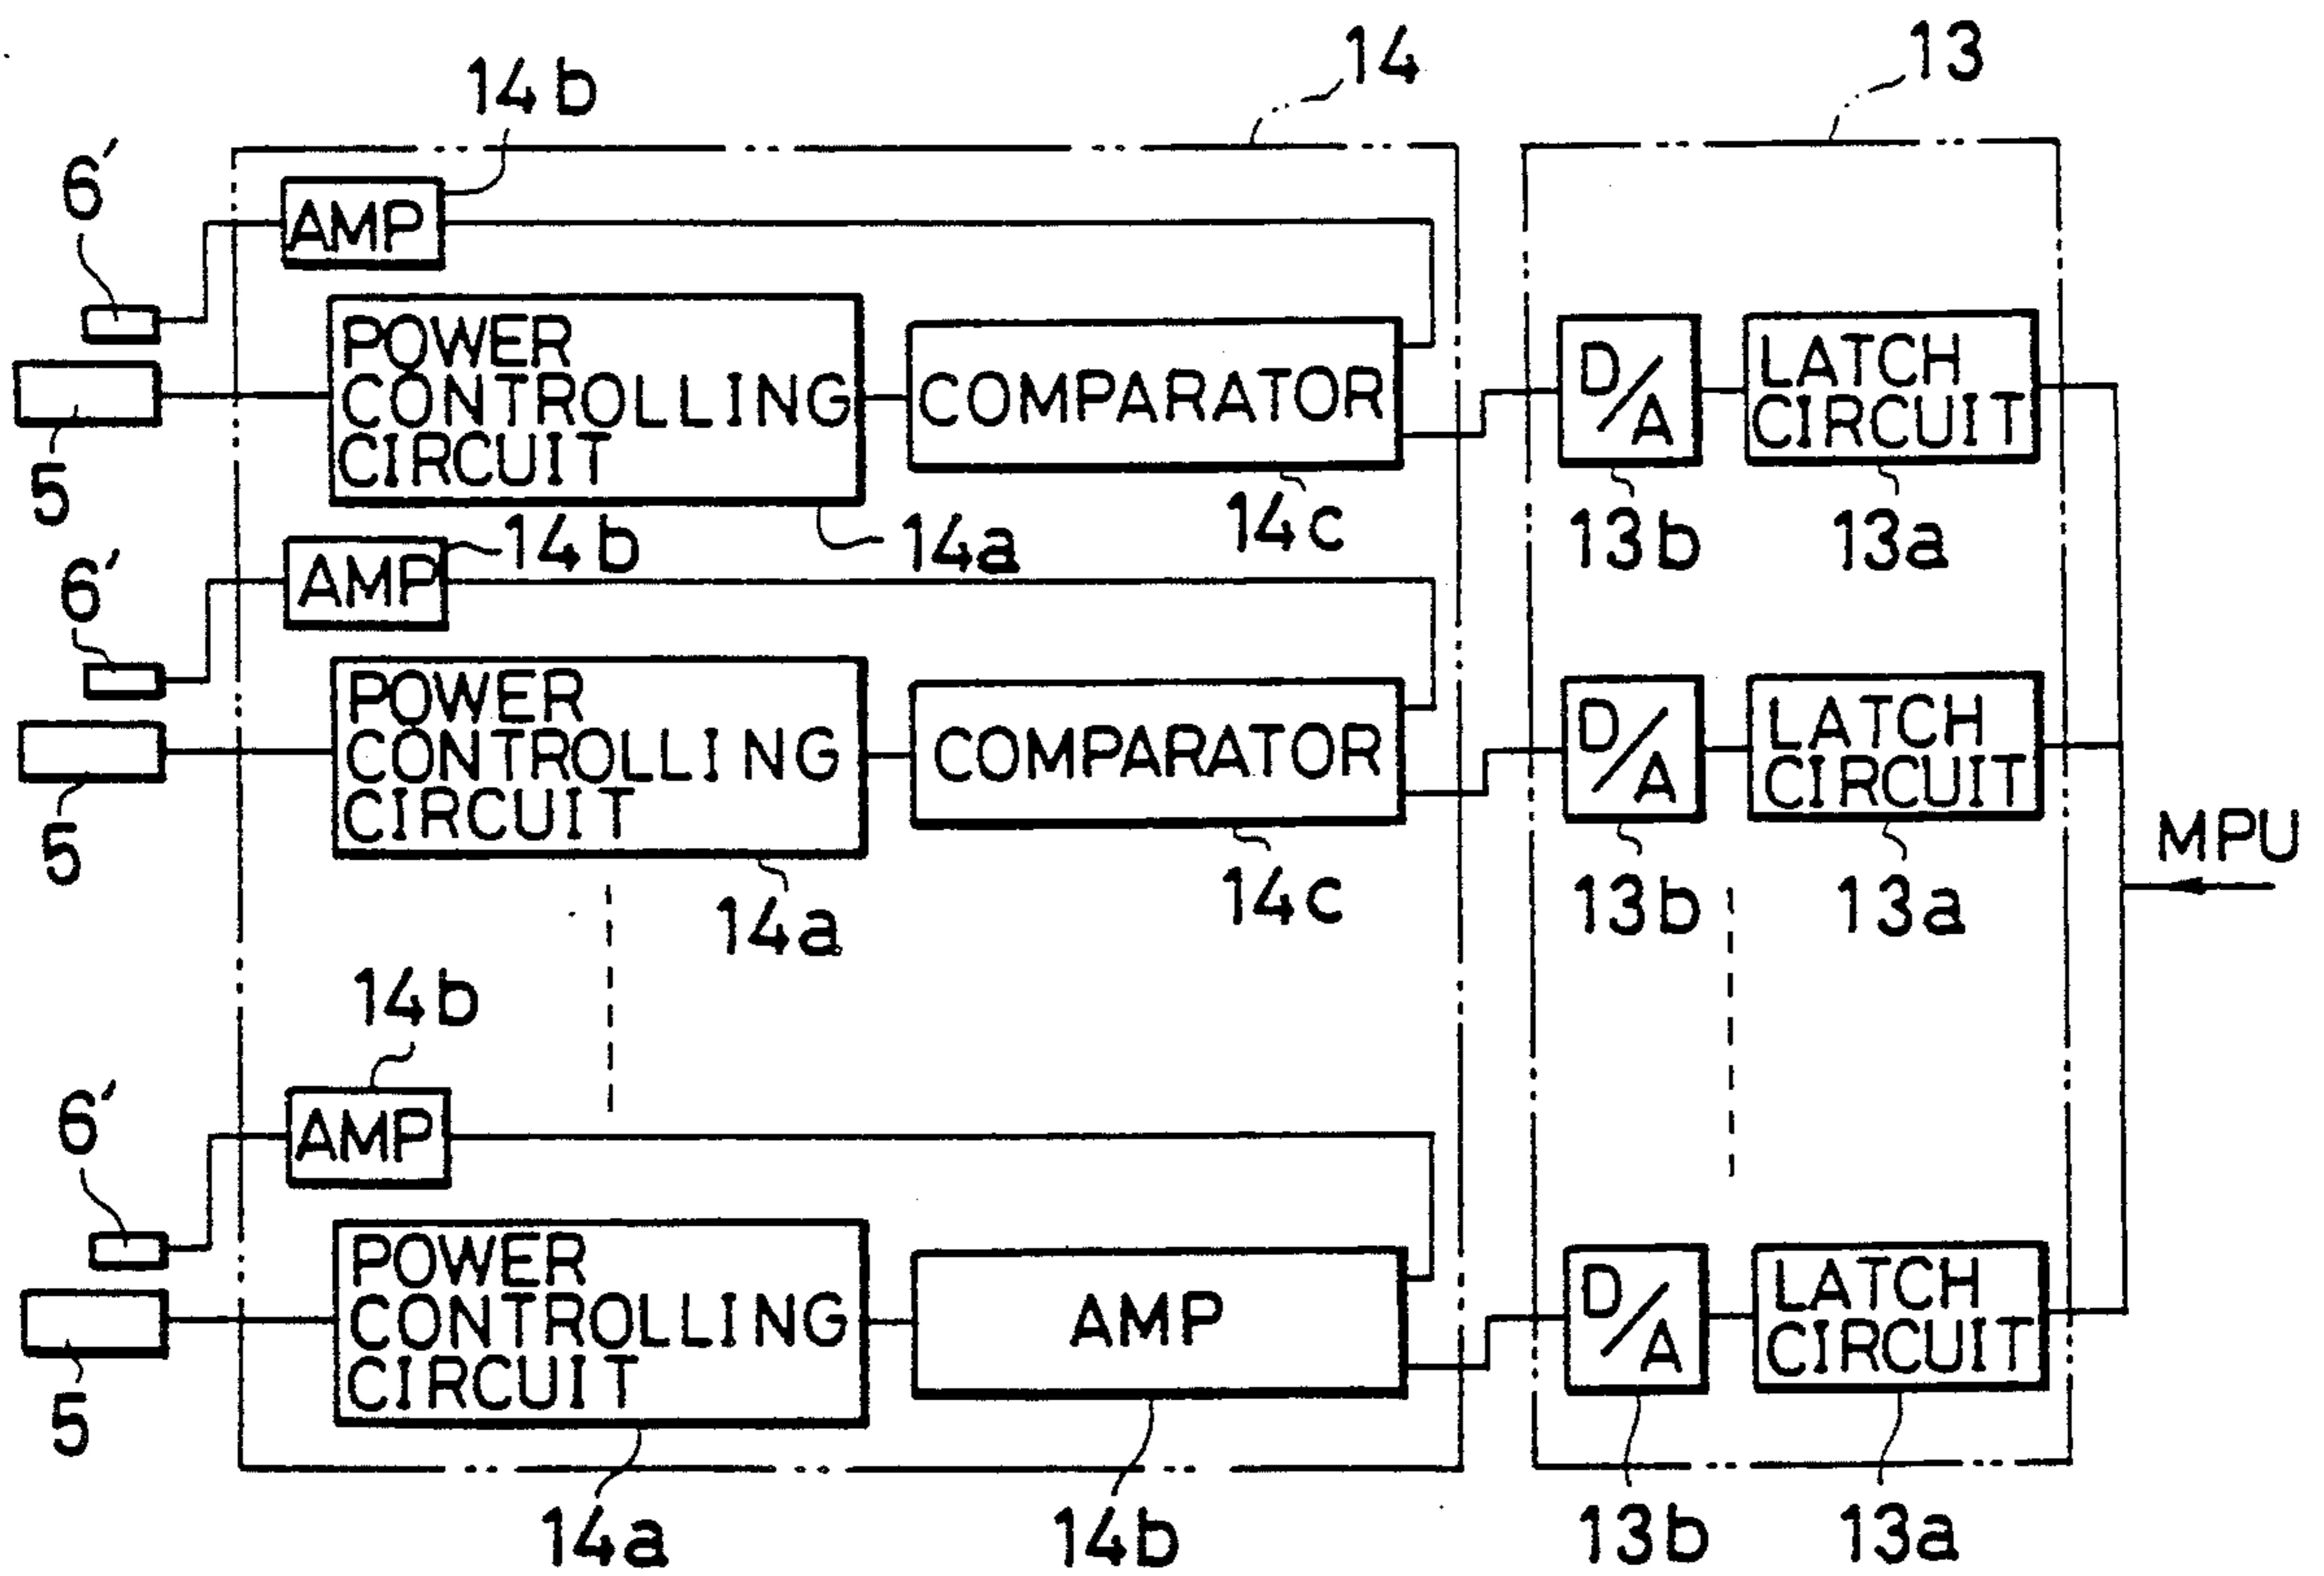 14
13
14b
6′
AMP
POWER
CONTROLLING
CIRCUIT
COMPARATOR
D/A
LATCH
CIRCUIT
5
14a
14c
13b
13a
14b
6′
AMP
POWER
CONTROLLING
CIRCUIT
COMPARATOR
D/A
LATCH
CIRCUIT
MPU
5
14a
14c
13b
13a
14b
6′
AMP
POWER
CONTROLLING
CIRCUIT
AMP
D/A
LATCH
CIRCUIT
5
14a
14b
13b
13a